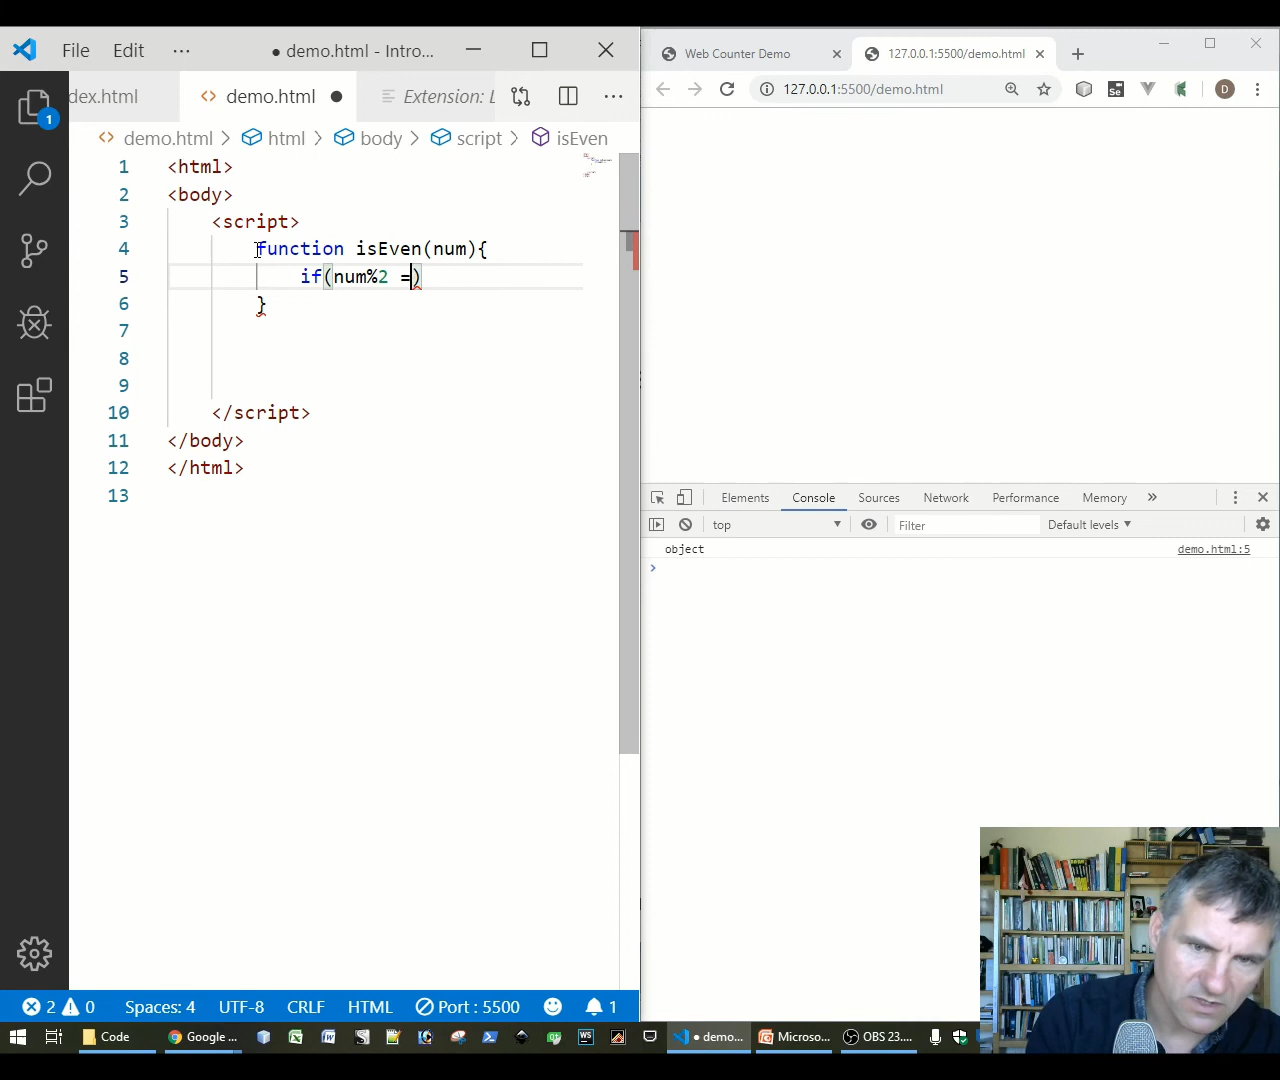 File Edit ··· ● demo.html - Intro...
Web Counter Demo
127.0.0.1:5500/demo.html
dex.html demo.html Extension: L
127.0.0.1:5500/demo.html
D
demo.html > html > body > script > isEven
1 <html>
2 <body>
3 <script>
4 function isEven(num){
5 if(num%2 =)
6 }
7
8
9
10 </script>
11 </body>
12 </html>
13
Elements Console Sources Network Performance Memory »
top Filter Default levels
object demo.html:5
>
1
2 0 Spaces: 4 UTF-8 CRLF HTML Port : 5500 1
Code Google ... demo... Microso... OBS 23....